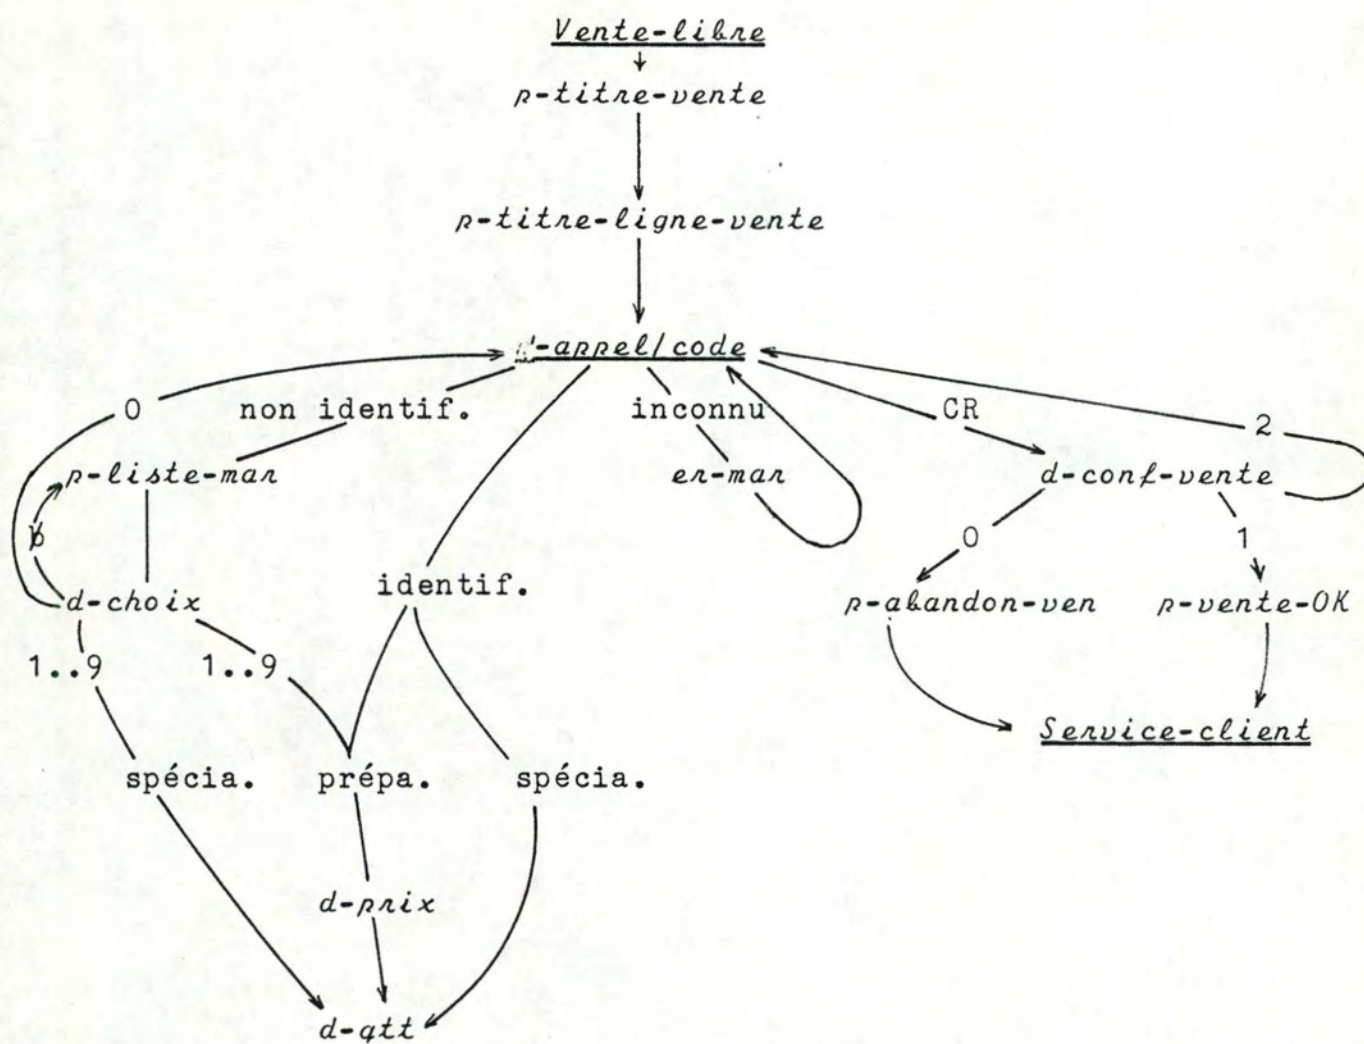 Vente-libre
p-titre-vente
p-titre-ligne-vente
d-appel/code
0 non identif. inconnu CR 2
p-liste-mar er-mar d-conf-vente
b 0 1
d-choix identif. p-abandon-ven p-vente-OK
1..9 1..9
Service-client
spécia. prépa. spécia.
d-prix
d-qtt